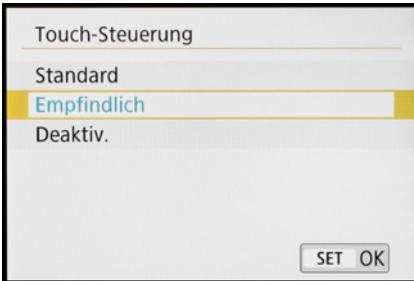 Touch-Steuerung
Standard
Empfindlich
Deaktiv.
SET OK